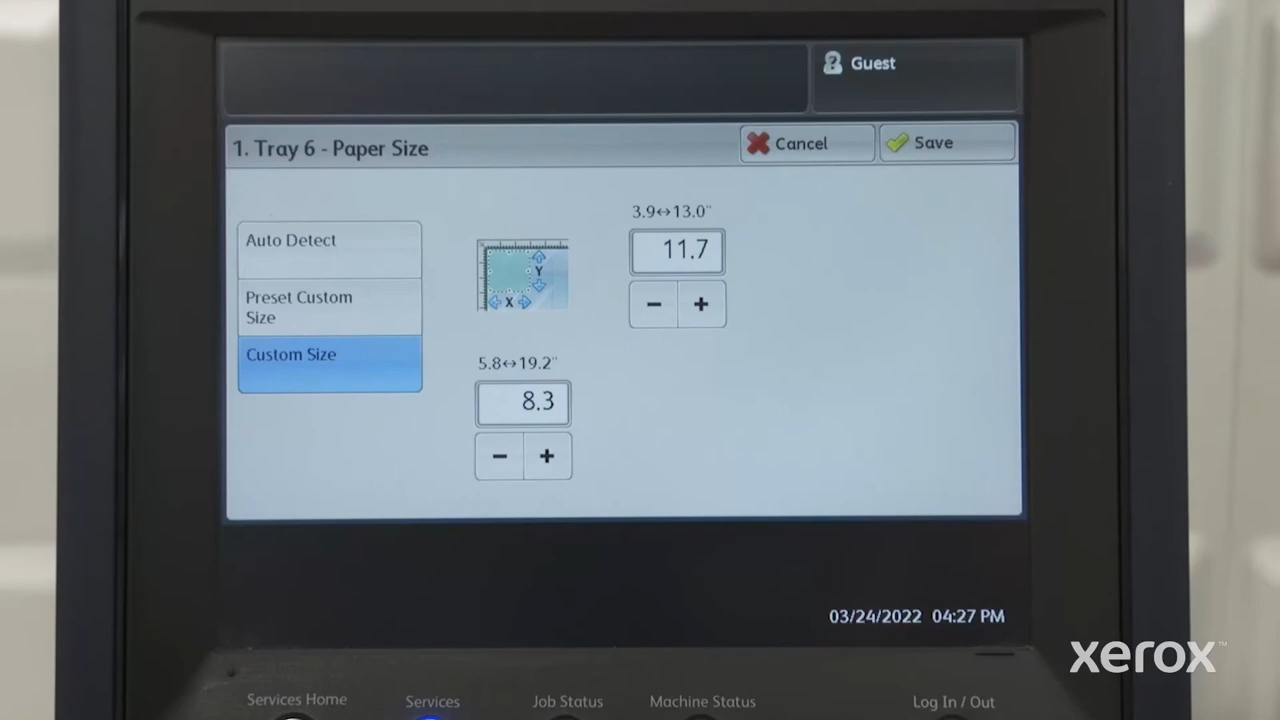 Guest
1. Tray 6 - Paper Size
Cancel
Save
Auto Detect
Preset Custom
Size
Custom Size
Y
X
3.9↔13.0"
11.7
- +
5.8↔19.2"
8.3
- +
03/24/2022 04:27 PM
xerox™
Services Home
Services
Job Status
Machine Status
Log In / Out